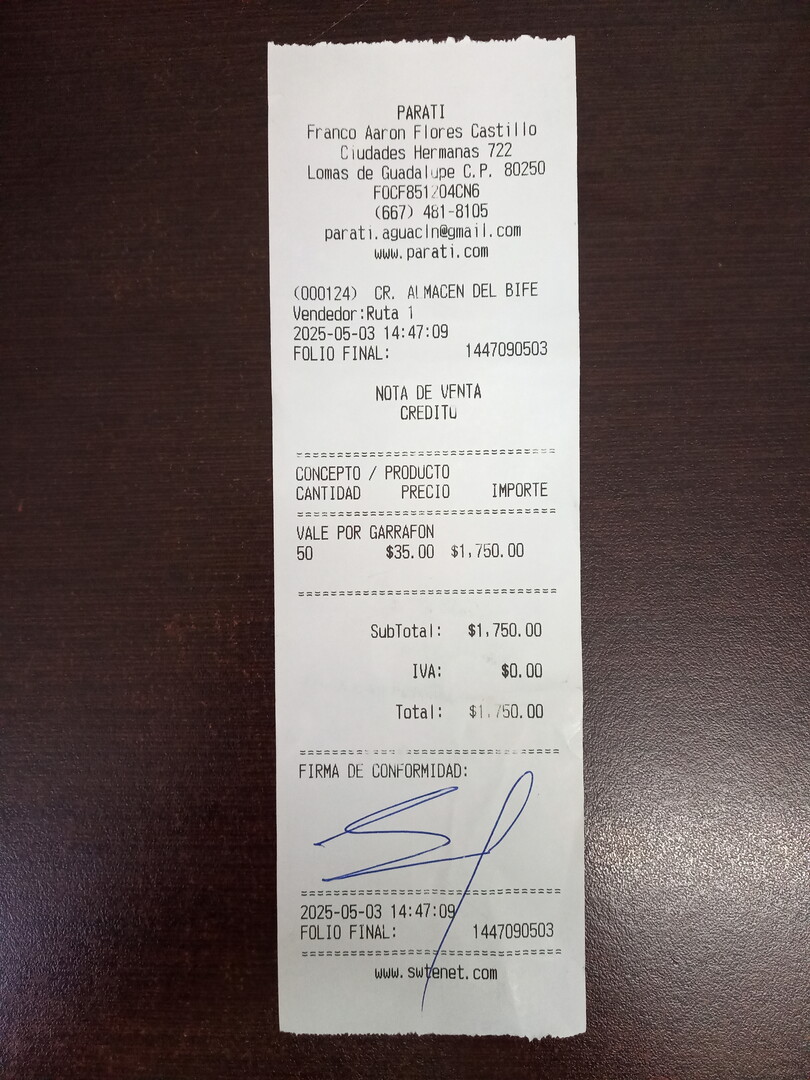 PARATI
Franco Aaron Flores Castillo
Ciudades Hermanas 722
Lomas de Guadalupe C.P. 80250
FOCF851204CN6
(667) 481-8105
parati.aguacln@gmail.com
www.parati.com
(000124) CR. ALMACEN DEL BIFE
Vendedor:Ruta 1
2025-05-03 14:47:09
FOLIO FINAL: 1447090503
NOTA DE VENTA
CREDITO
==========================================
CONCEPTO / PRODUCTO
CANTIDAD PRECIO IMPORTE
==========================================
VALE POR GARRAFON
50 $35.00 $1,750.00
==========================================
SubTotal: $1,750.00
IVA: $0.00
Total: $1,750.00
==========================================
FIRMA DE CONFORMIDAD:
==========================================
2025-05-03 14:47:09
FOLIO FINAL: 1447090503
==========================================
www.swtenet.com